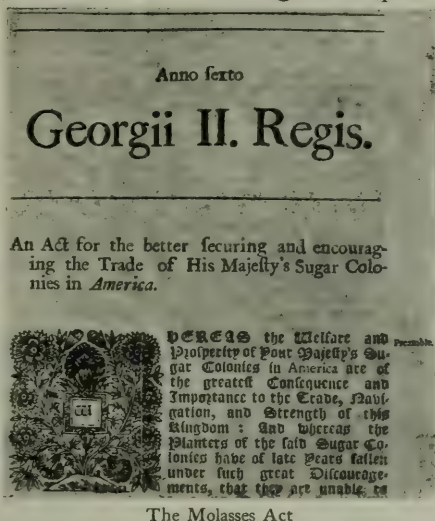 Anno ſexto
Georgii II. Regis.
An Act for the better ſecuring and encourag-
ing the Trade of His Majeſty's Sugar Colo-
nies in America.
WHEREAS the Welfare and
Proſperity of Your Majeſty's Su-
gar Colonies in America are of
the greateſt Conſequence and
Importance to the Trade, Navi-
gation, and Strength of this
Kingdom : And whereas the
Planters of the ſaid Sugar Co-
lonies have of late Years fallen
under ſuch great Diſcourage-
ments, that they are unable to
Preamble.
The Molasses Act